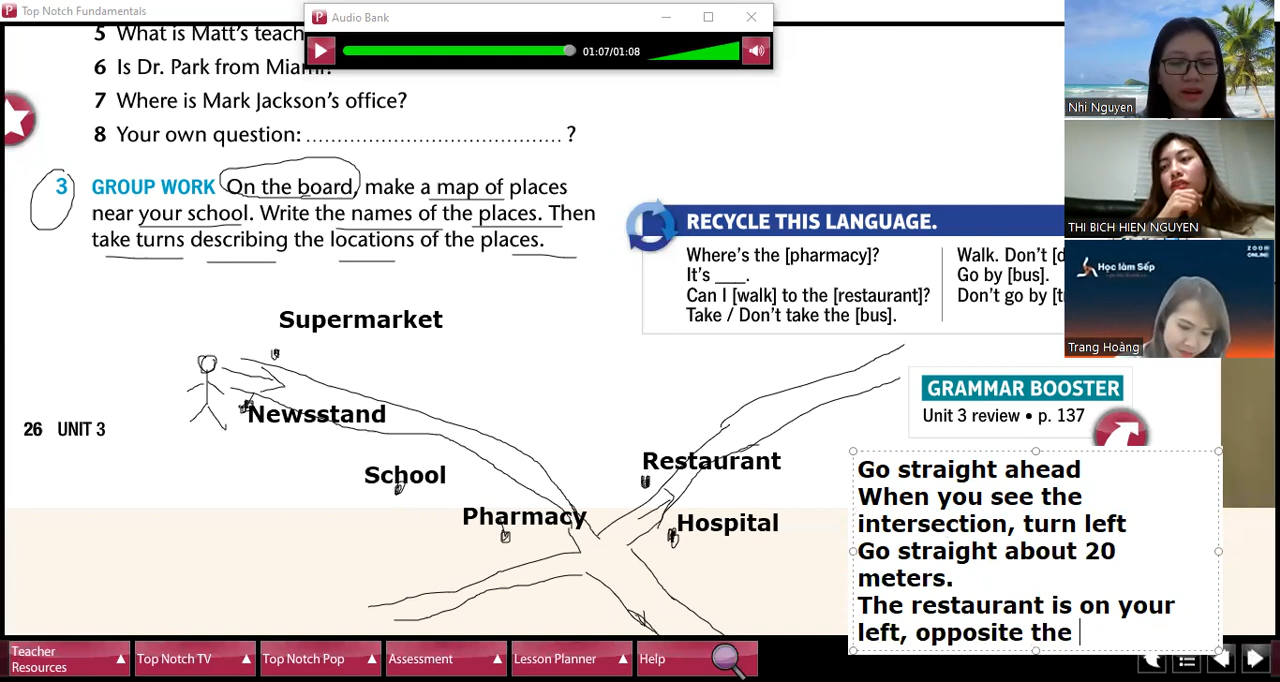 Top Notch Fundamentals
Audio Bank
01:07/01:08
5 What is Matt's teach
6 Is Dr. Park from Miami?
7 Where is Mark Jackson's office?
8 Your own question: ?
3 GROUP WORK On the board, make a map of places
near your school. Write the names of the places. Then
take turns describing the locations of the places.
RECYCLE THIS LANGUAGE.
Where's the [pharmacy]?
It's ___.
Can I [walk] to the [restaurant]?
Take / Don't take the [bus].
Walk. Don't [d
Go by [bus].
Don't go by [t
Nhi Nguyen
THI BICH HIEN NGUYEN
Học làm Sếp
ZOOM
ONLINE
Trang Hoàng
Supermarket
Newsstand
School
Pharmacy
Restaurant
Hospital
26 UNIT 3
GRAMMAR BOOSTER
Unit 3 review • p. 137
Go straight ahead
When you see the
intersection, turn left
Go straight about 20
meters.
The restaurant is on your
left, opposite the
Teacher
Resources
Top Notch TV
Top Notch Pop
Assessment
Lesson Planner
Help